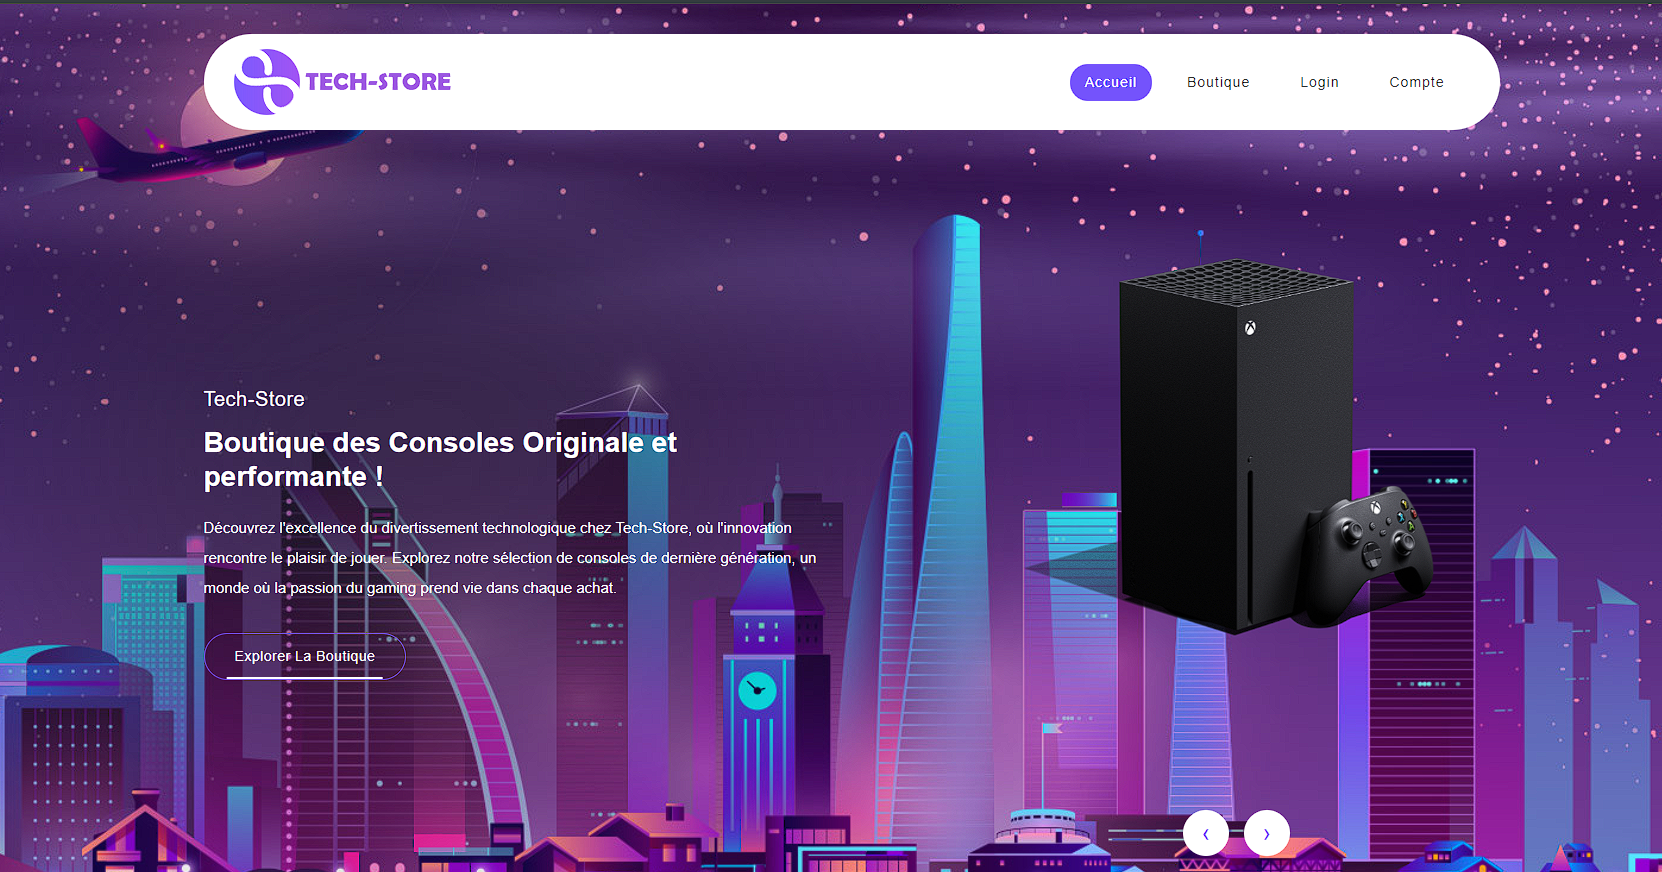 TECH-STORE
Accueil Boutique Login Compte
Tech-Store
Boutique des Consoles Originale et
performante !
Découvrez l'excellence du divertissement technologique chez Tech-Store, où l'innovation
rencontre le plaisir de jouer. Explorez notre sélection de consoles de dernière génération, un
monde où la passion du gaming prend vie dans chaque achat.
Explorer La Boutique